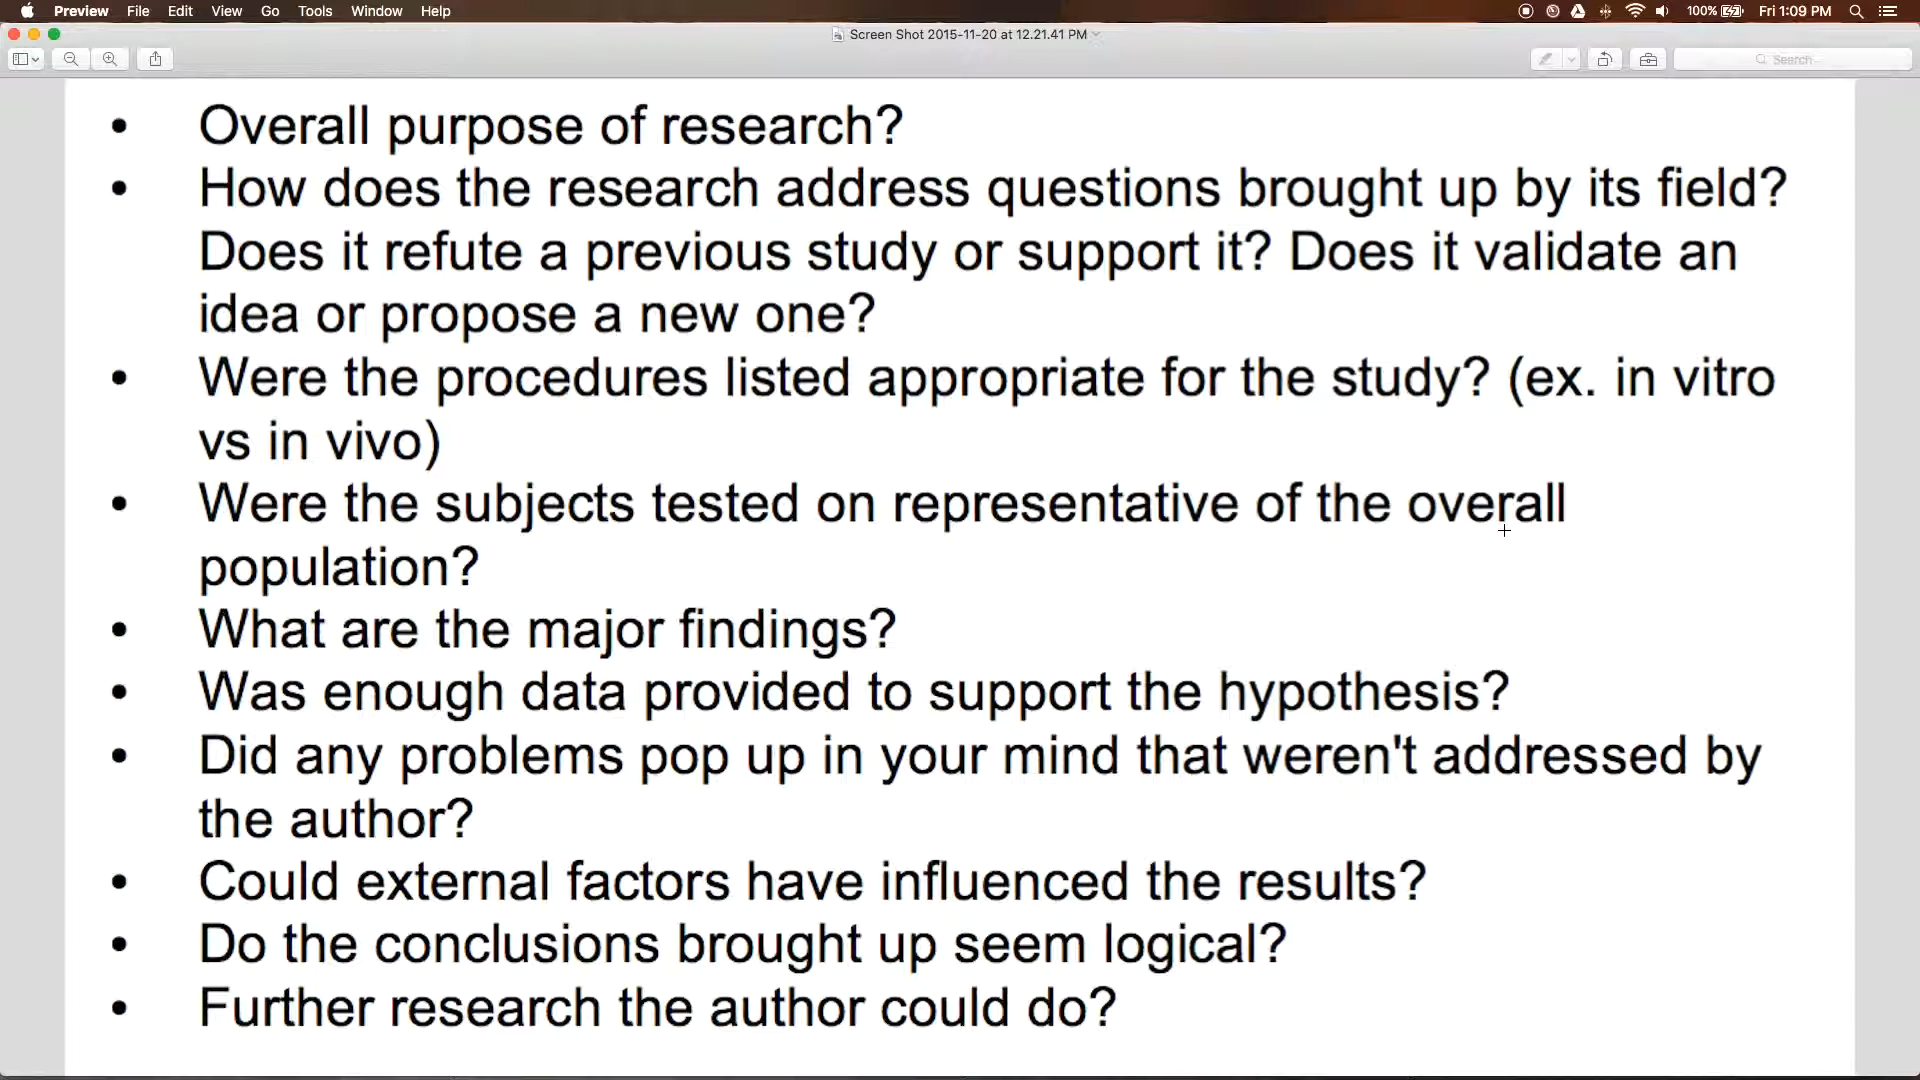 Preview File Edit View Go Tools Window Help 100% Fri 1:09 PM
Screen Shot 2015-11-20 at 12.21.41 PM
Search
• Overall purpose of research?
• How does the research address questions brought up by its field?
Does it refute a previous study or support it? Does it validate an
idea or propose a new one?
• Were the procedures listed appropriate for the study? (ex. in vitro
vs in vivo)
• Were the subjects tested on representative of the overall
population?
• What are the major findings?
• Was enough data provided to support the hypothesis?
• Did any problems pop up in your mind that weren't addressed by
the author?
• Could external factors have influenced the results?
• Do the conclusions brought up seem logical?
• Further research the author could do?